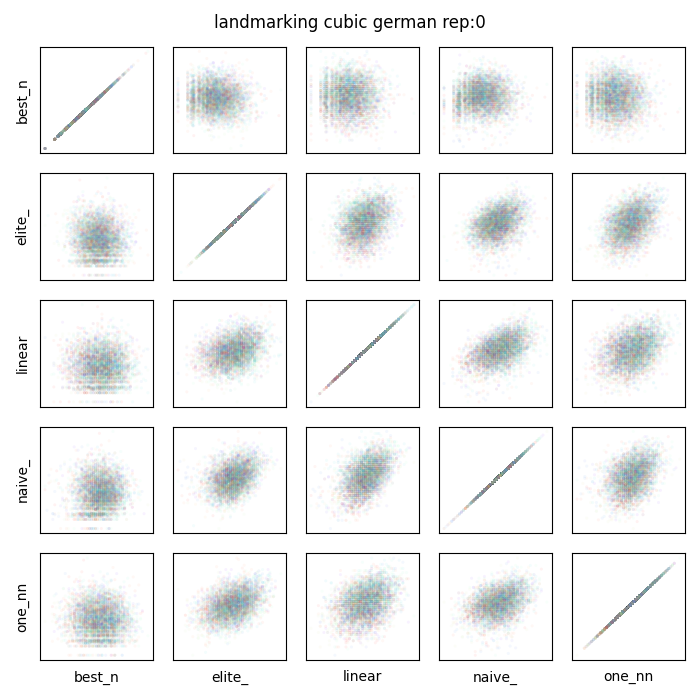 landmarking cubic german rep:0
best_n
elite_
linear
naive_
one_nn
best_n elite_ linear naive_ one_nn